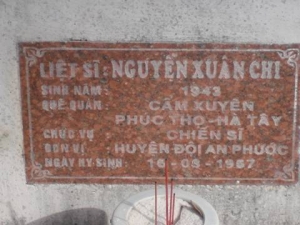 LIỆT SĨ: NGUYỄN XUÂN CHI
SINH NĂM : 1943
QUÊ QUÁN : CẨM XUYÊN
PHÚC THỌ-HÀ TÂY
CHỨC VỤ : CHIẾN SĨ
ĐƠN VỊ : HUYỆN ĐỘI AN PHƯỚC
NGÀY HY SINH: 16-08-1967